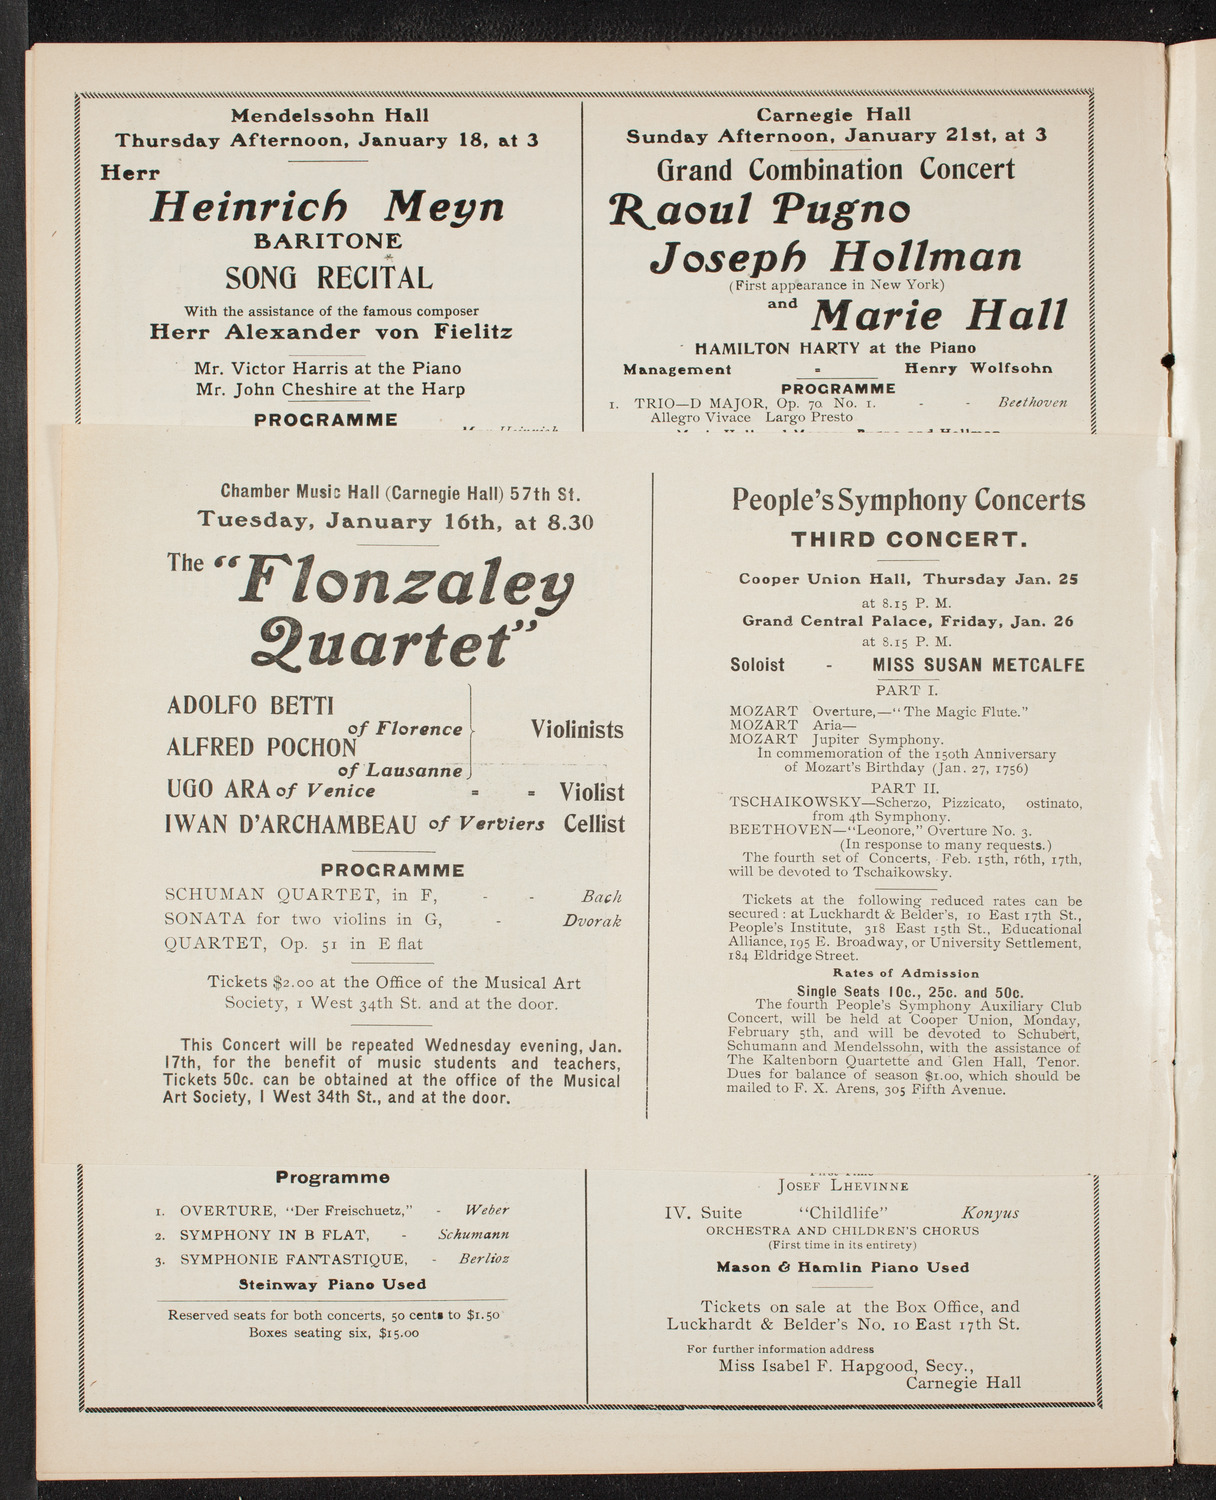 Mendelssohn Hall
Thursday Afternoon, January 18, at 3
Herr
Heinrich Meyn
BARITONE
SONG RECITAL
With the assistance of the famous composer
Herr Alexander von Fielitz
Mr. Victor Harris at the Piano
Mr. John Cheshire at the Harp
PROGRAMME
Carnegie Hall
Sunday Afternoon, January 21st, at 3
Grand Combination Concert
Raoul Pugno
Joseph Hollman
(First appearance in New York)
and Marie Hall
HAMILTON HARTY at the Piano
Management = Henry Wolfsohn
PROGRAMME
1. TRIO—D MAJOR, Op. 70 No. 1. - - Beethoven
Allegro Vivace Largo Presto
Chamber Music Hall (Carnegie Hall) 57th St.
Tuesday, January 16th, at 8.30
The "Flonzaley
Quartet"
ADOLFO BETTI
of Florence
ALFRED POCHON
of Lausanne
Violinists
UGO ARA of Venice = = Violist
IWAN D'ARCHAMBEAU of Verviers Cellist
PROGRAMME
SCHUMAN QUARTET, in F, - - Bach
SONATA for two violins in G, - Dvorak
QUARTET, Op. 51 in E flat
Tickets $2.00 at the Office of the Musical Art
Society, 1 West 34th St. and at the door.
This Concert will be repeated Wednesday evening, Jan.
17th, for the benefit of music students and teachers,
Tickets 50c. can be obtained at the office of the Musical
Art Society, 1 West 34th St., and at the door.
People's Symphony Concerts
THIRD CONCERT.
Cooper Union Hall, Thursday Jan. 25
at 8.15 P. M.
Grand Central Palace, Friday, Jan. 26
at 8.15 P. M.
Soloist - MISS SUSAN METCALFE
PART I.
MOZART Overture,—"The Magic Flute."
MOZART Aria—
MOZART Jupiter Symphony.
In commemoration of the 150th Anniversary
of Mozart's Birthday (Jan. 27, 1756)
PART II.
TSCHAIKOWSKY—Scherzo, Pizzicato, ostinato,
from 4th Symphony.
BEETHOVEN—"Leonore," Overture No. 3.
(In response to many requests.)
The fourth set of Concerts, Feb. 15th, r6th, 17th,
will be devoted to Tschaikowsky.
Tickets at the following reduced rates can be
secured: at Luckhardt & Belder's, 10 East 17th St.,
People's Institute, 318 East 15th St., Educational
Alliance, 195 E. Broadway, or University Settlement,
184 Eldridge Street.
Rates of Admission
Single Seats 10c., 25c. and 50c.
The fourth People's Symphony Auxiliary Club
Concert, will be held at Cooper Union, Monday,
February 5th, and will be devoted to Schubert,
Schumann and Mendelssohn, with the assistance of
The Kaltenborn Quartette and Glen Hall, Tenor.
Dues for balance of season $1.00, which should be
mailed to F. X. Arens, 305 Fifth Avenue.
Programme
1. OVERTURE, "Der Freischuetz," - Weber
2. SYMPHONY IN B FLAT, - Schumann
3. SYMPHONIE FANTASTIQUE, - Berlioz
Steinway Piano Used
Reserved seats for both concerts, 50 cents to $1.50
Boxes seating six, $15.00
JOSEF LHEVINNE
IV. Suite "Childlife" Konyus
ORCHESTRA AND CHILDREN'S CHORUS
(First time in its entirety)
Mason & Hamlin Piano Used
Tickets on sale at the Box Office, and
Luckhardt & Belder's No. 10 East 17th St.
For further information address
Miss Isabel F. Hapgood, Secy.,
Carnegie Hall